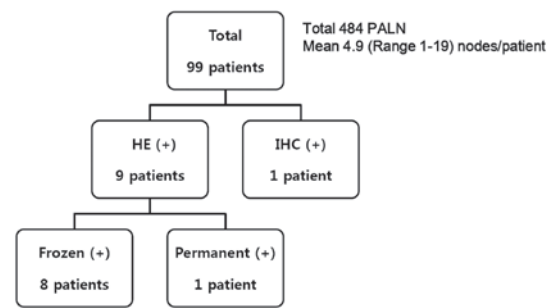 Total
99 patients
Total 484 PALN
Mean 4.9 (Range 1-19) nodes/patient
HE (+)
9 patients
IHC (+)
1 patient
Frozen (+)
8 patients
Permanent (+)
1 patient